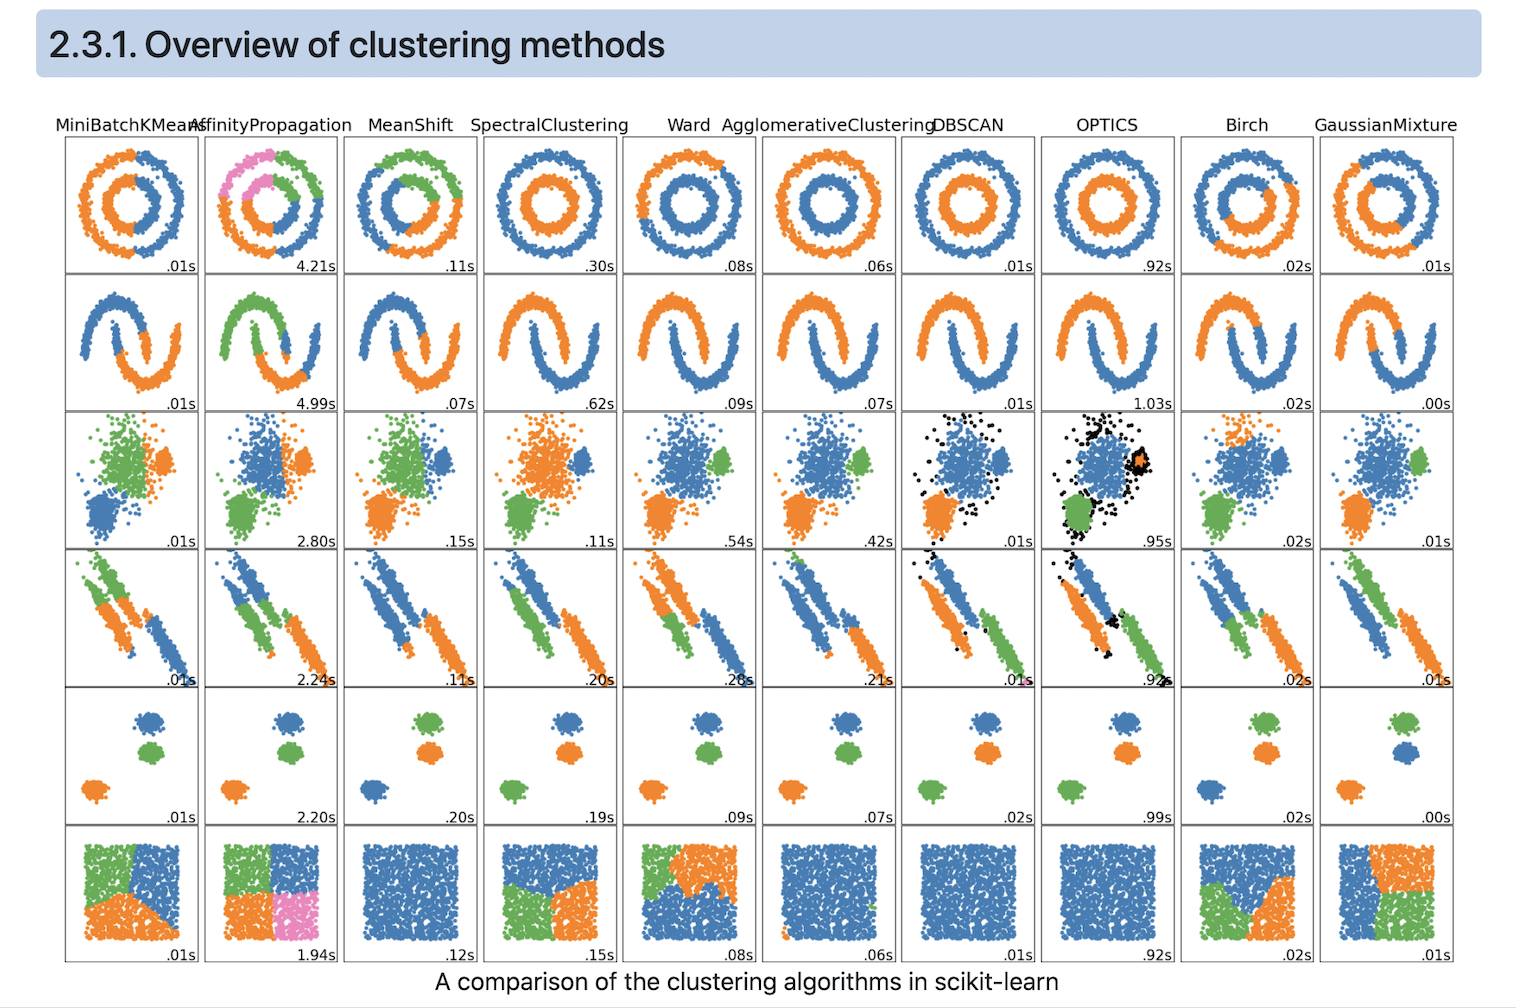 2.3.1. Overview of clustering methods
MiniBatchKMeans AffinityPropagation MeanShift SpectralClustering Ward AgglomerativeClustering DBSCAN OPTICS Birch GaussianMixture
.01s 4.21s .11s .30s .08s .06s .01s .92s .02s .01s
.01s 4.99s .07s .62s .09s .07s .01s 1.03s .02s .00s
.01s 2.80s .15s .11s .54s .42s .01s .95s .02s .01s
.01s 2.24s .11s .20s .28s .21s .01s .92s .02s .01s
.01s 2.20s .20s .19s .09s .07s .02s .99s .02s .00s
.01s 1.94s .12s .15s .08s .06s .01s .92s .02s .01s
A comparison of the clustering algorithms in scikit-learn